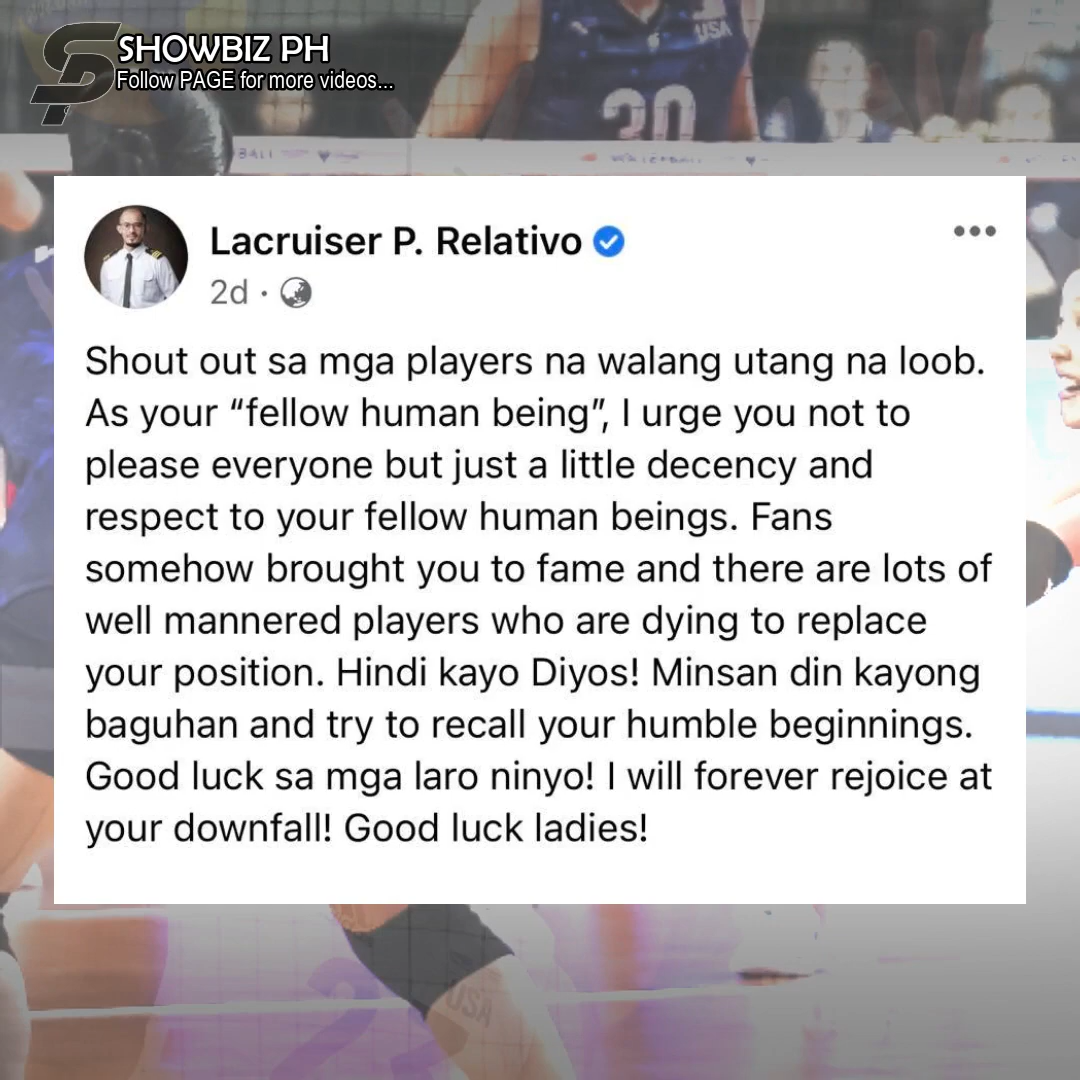 SHOWBIZ PH
Follow PAGE for more videos...
USA
30
Lacruiser P. Relativo
2d ·
Shout out sa mga players na walang utang na loob.
As your “fellow human being”, I urge you not to
please everyone but just a little decency and
respect to your fellow human beings. Fans
somehow brought you to fame and there are lots of
well mannered players who are dying to replace
your position. Hindi kayo Diyos! Minsan din kayong
baguhan and try to recall your humble beginnings.
Good luck sa mga laro ninyo! I will forever rejoice at
your downfall! Good luck ladies!
USA